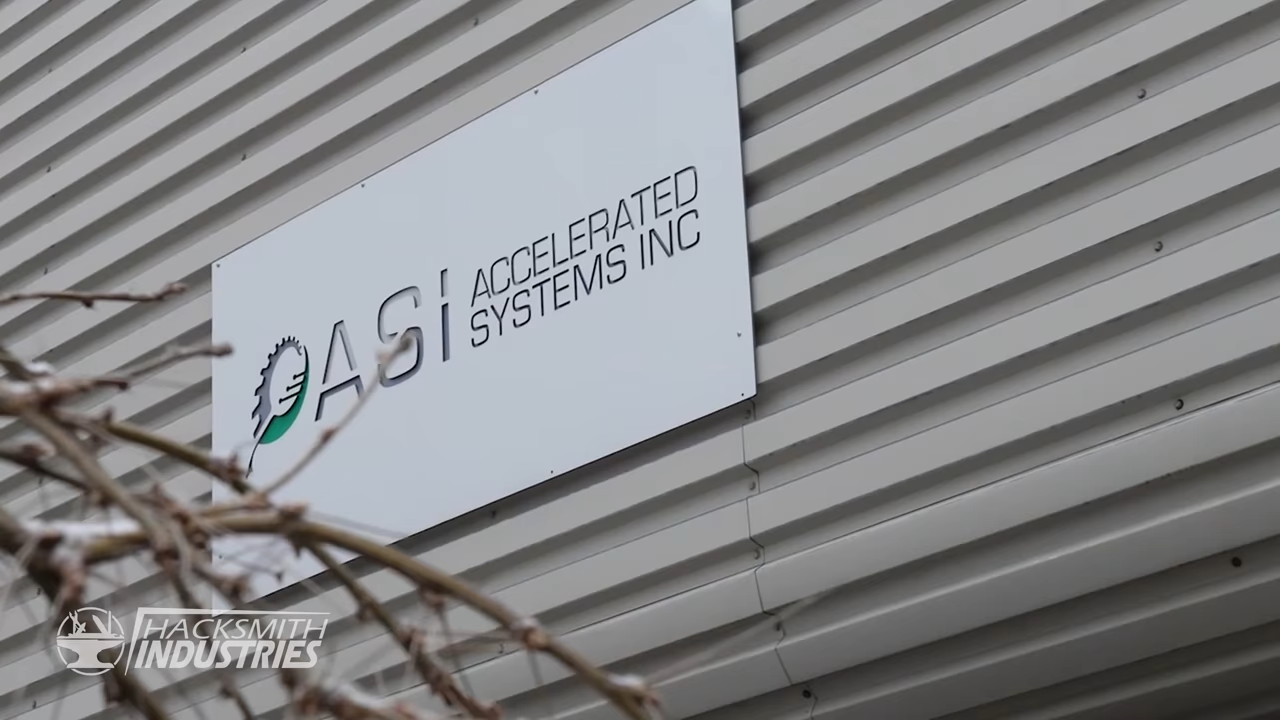 ASI
ACCELERATED
SYSTEMS INC
HACKSMITH
INDUSTRIES